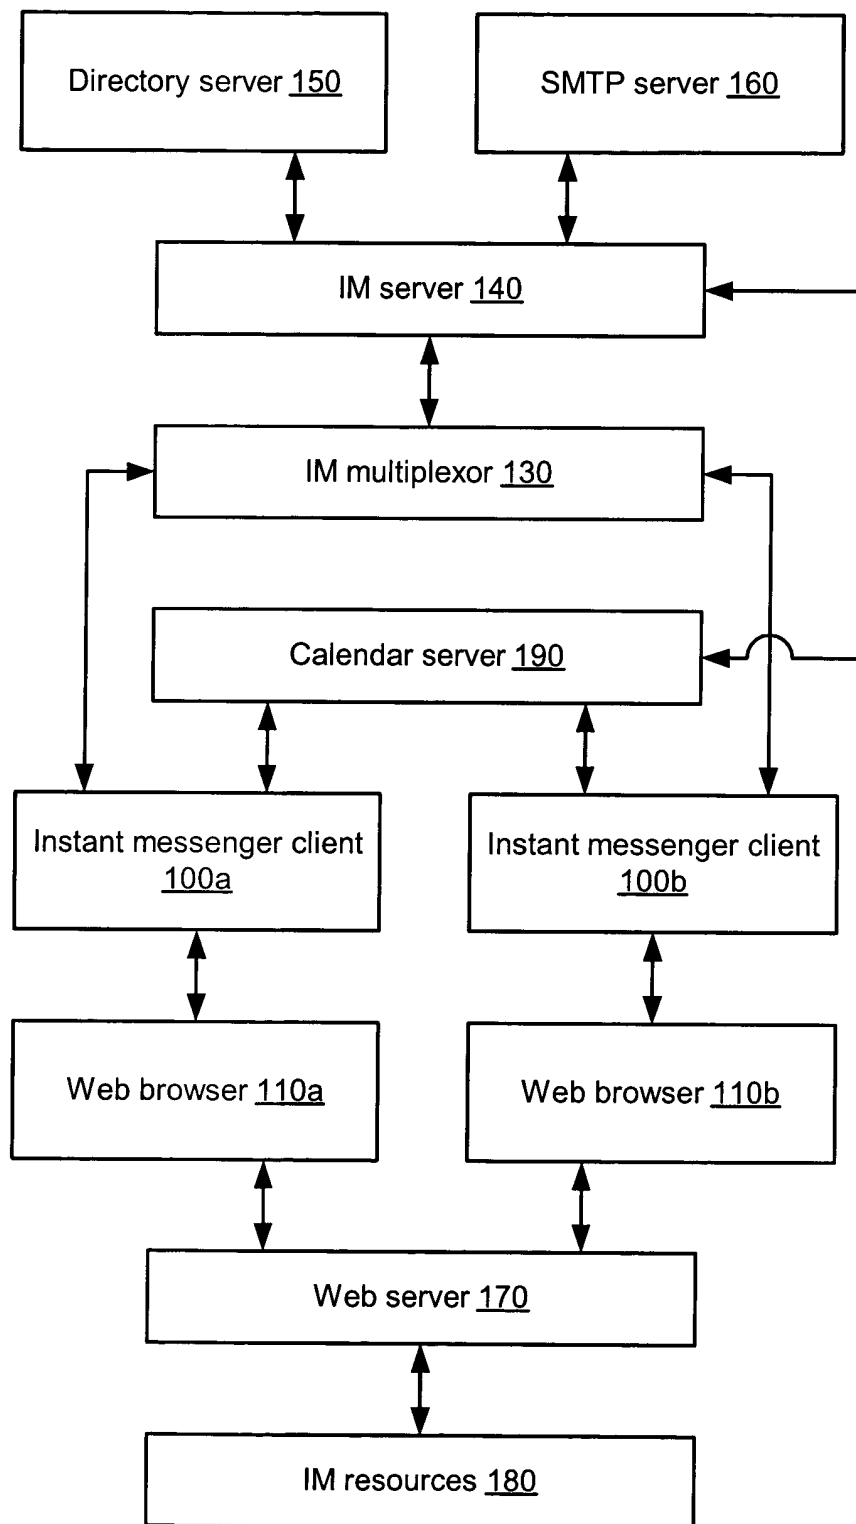 Directory server 150
SMTP server 160
IM server 140
IM multiplexor 130
Calendar server 190
Instant messenger client
100a
Instant messenger client
100b
Web browser 110a
Web browser 110b
Web server 170
IM resources 180